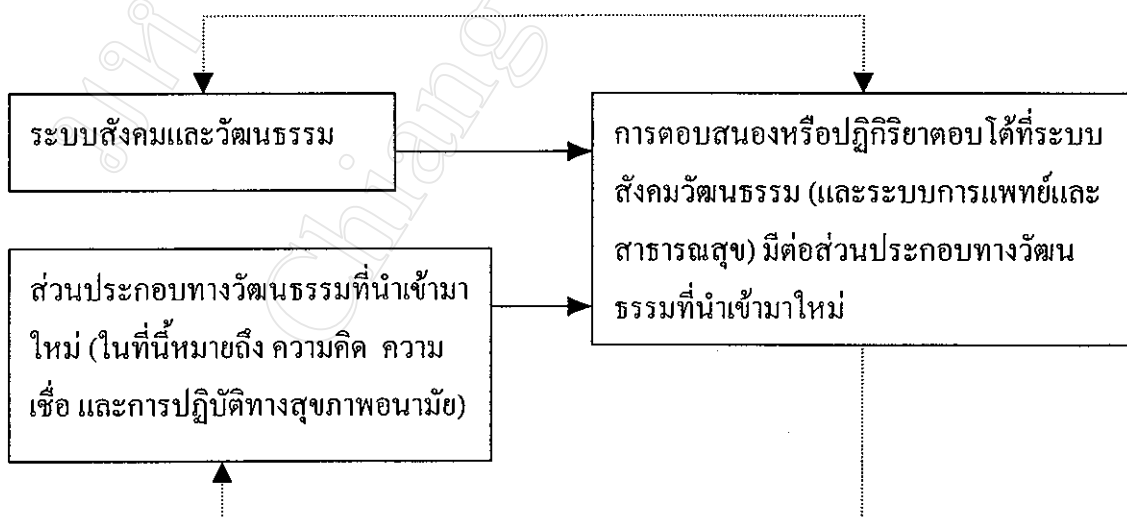 ระบบสังคมและวัฒนธรรม
การตอบสนองหรือปฏิกิริยาตอบโต้ที่ระบบ
สังคมวัฒนธรรม (และระบบการแพทย์และ
สาธารณสุข) มีต่อส่วนประกอบทางวัฒน
ธรรมที่นำเข้ามาใหม่
ส่วนประกอบทางวัฒนธรรมที่นำเข้ามา
ใหม่ (ในที่นี้หมายถึง ความคิด ความ
เชื่อ และการปฏิบัติทางสุขภาพอนามัย)
Chiang